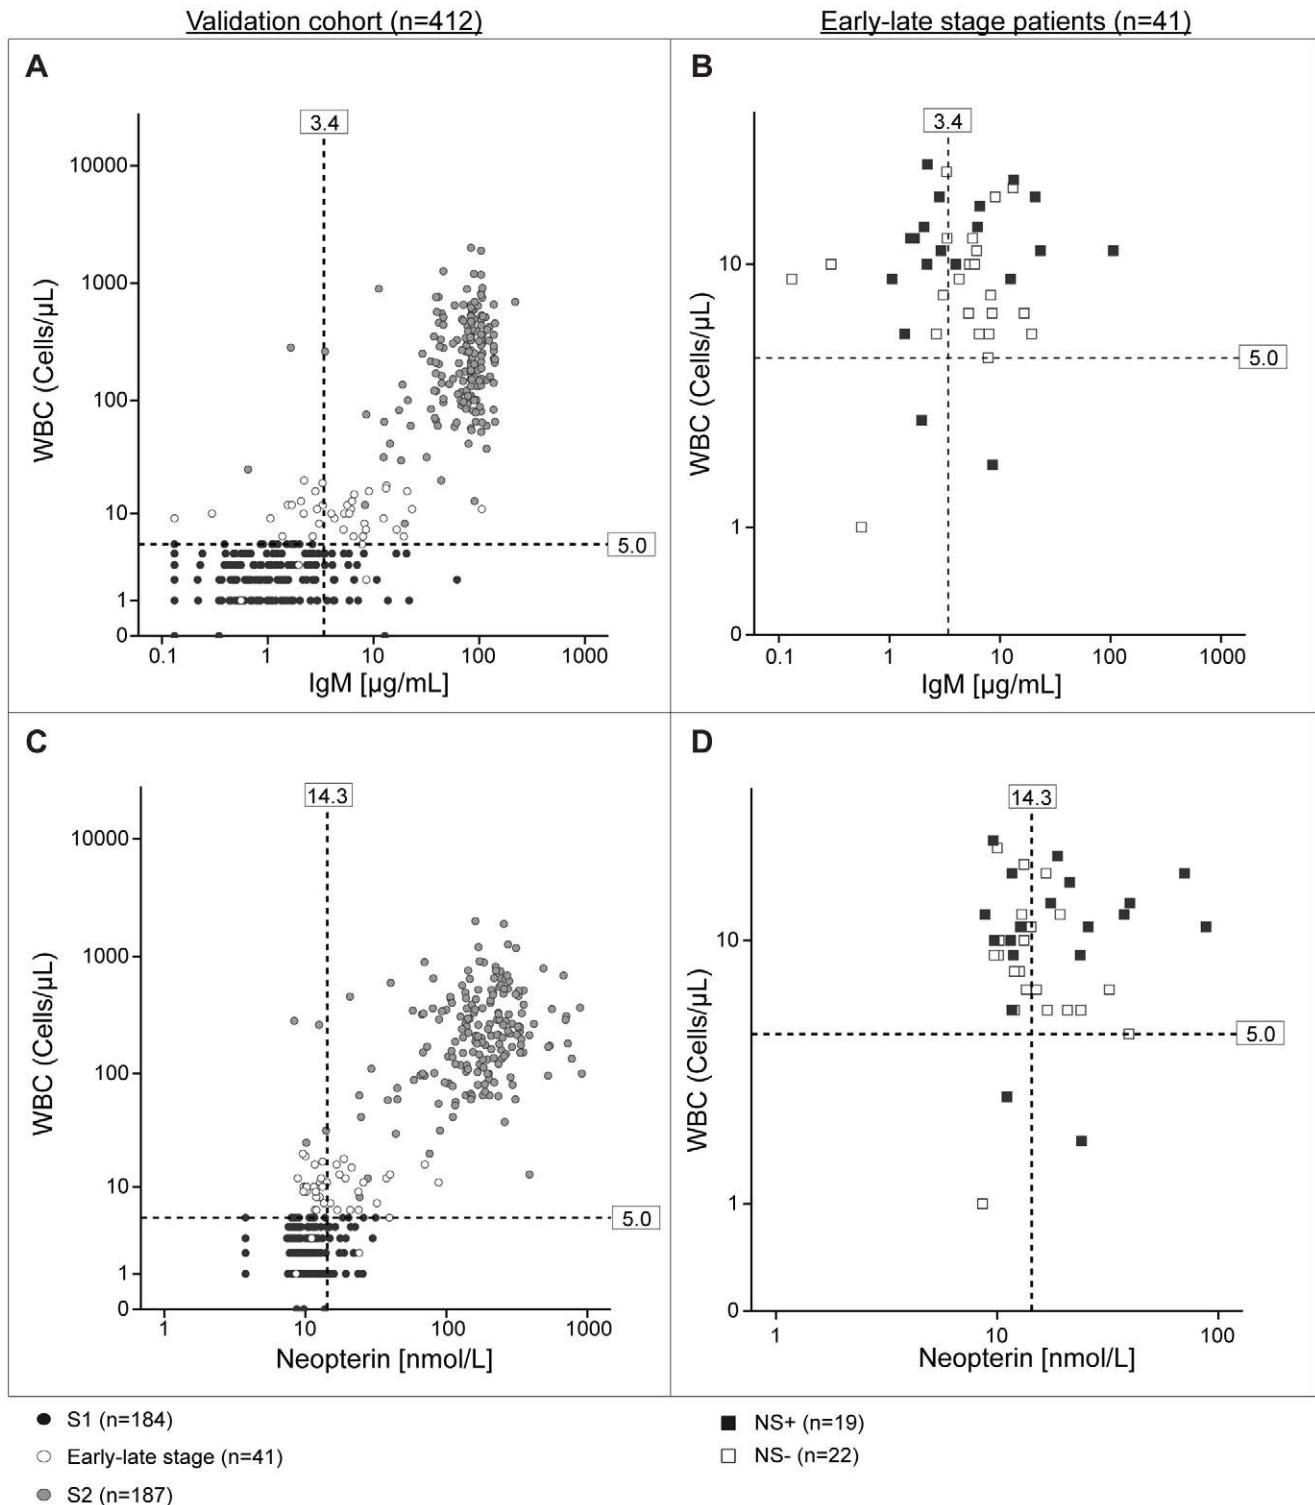 Validation cohort (n=412)
Early-late stage patients (n=41)
A
3.4
10000
1000
100
10
1
0
WBC (Cells/µL)
5.0
0.1 1 10 100 1000
IgM [µg/mL]
B
3.4
10
1
0
WBC (Cells/µL)
5.0
0.1 1 10 100 1000
IgM [µg/mL]
C
14.3
10000
1000
100
10
1
0
WBC (Cells/µL)
5.0
1 10 100 1000
Neopterin [nmol/L]
D
14.3
10
1
0
WBC (Cells/µL)
5.0
1 10 100
Neopterin [nmol/L]
S1 (n=184)
Early-late stage (n=41)
S2 (n=187)
NS+ (n=19)
NS- (n=22)